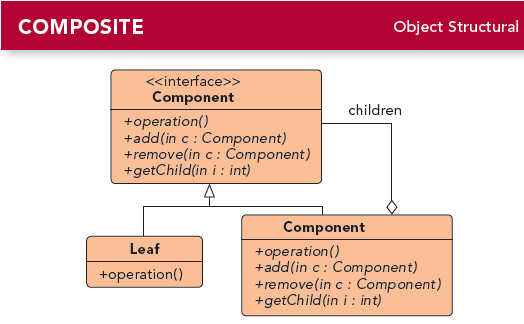 COMPOSITE
Object Structural
<<interface>>
Component
+operation()
+add(in c : Component)
+remove(in c : Component)
+getChild(in i : int)
children
Leaf
+operation()
Component
+operation()
+add(in c : Component)
+remove(in c : Component)
+getChild(in i : int)